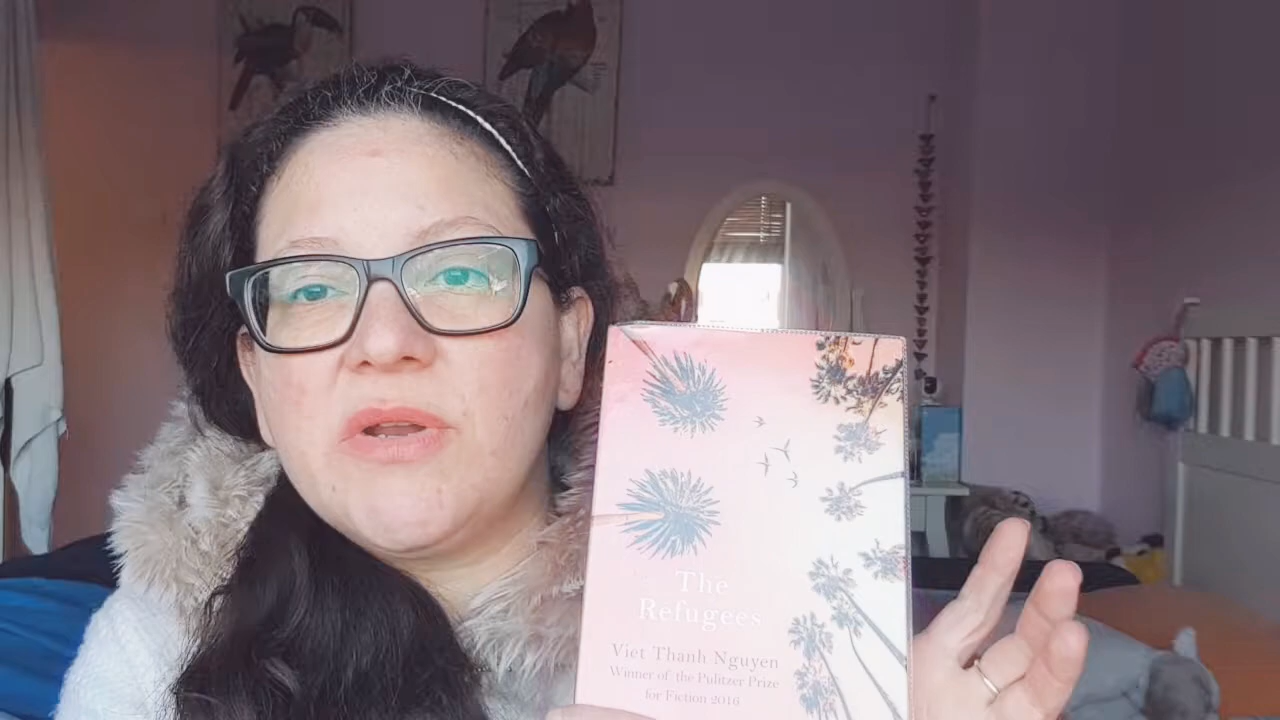 The
Refugees
Viet Thanh Nguyen
Winner of the Pulitzer Prize
for Fiction 2016